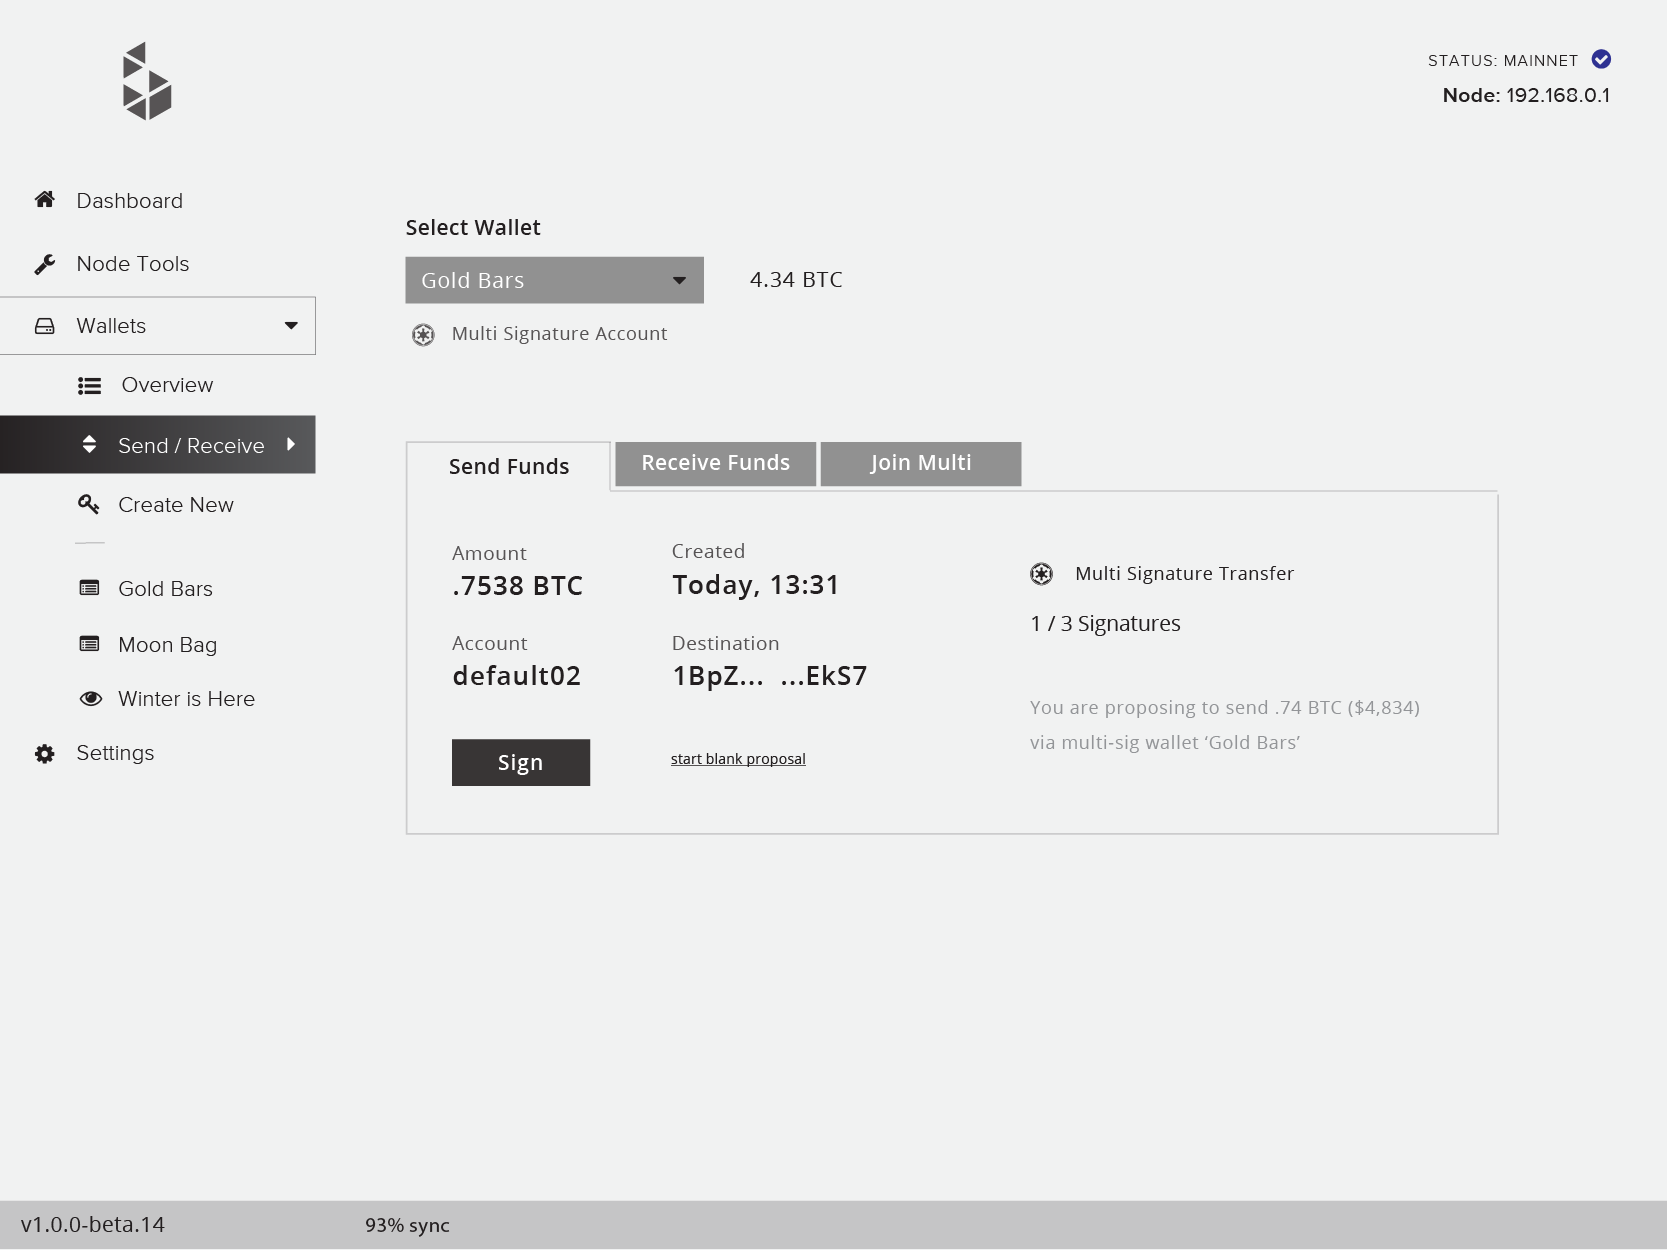 STATUS: MAINNET
Node: 192.168.0.1
Dashboard
Node Tools
Wallets
Overview
Send / Receive
Create New
Gold Bars
Moon Bag
Winter is Here
Settings
Select Wallet
Gold Bars
4.34 BTC
Multi Signature Account
Send Funds
Receive Funds
Join Multi
Amount
.7538 BTC
Created
Today, 13:31
Account
default02
Destination
1BpZ... ...EkS7
Sign
start blank proposal
Multi Signature Transfer
1 / 3 Signatures
You are proposing to send .74 BTC ($4,834)
via multi-sig wallet ‘Gold Bars’
v1.0.0-beta.14
93% sync